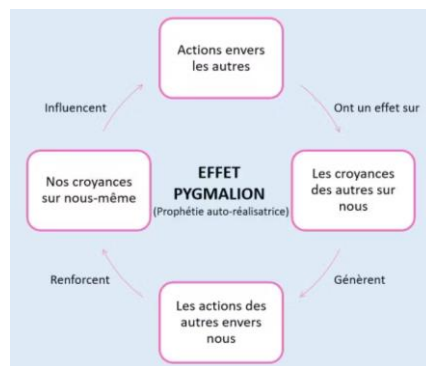 Actions envers
les autres
Influencent
Ont un effet sur
Nos croyances
sur nous-même
EFFET
PYGMALION
(Prophétie auto-réalisatrice)
Les croyances
des autres sur
nous
Renforcent
Génèrent
Les actions des
autres envers
nous